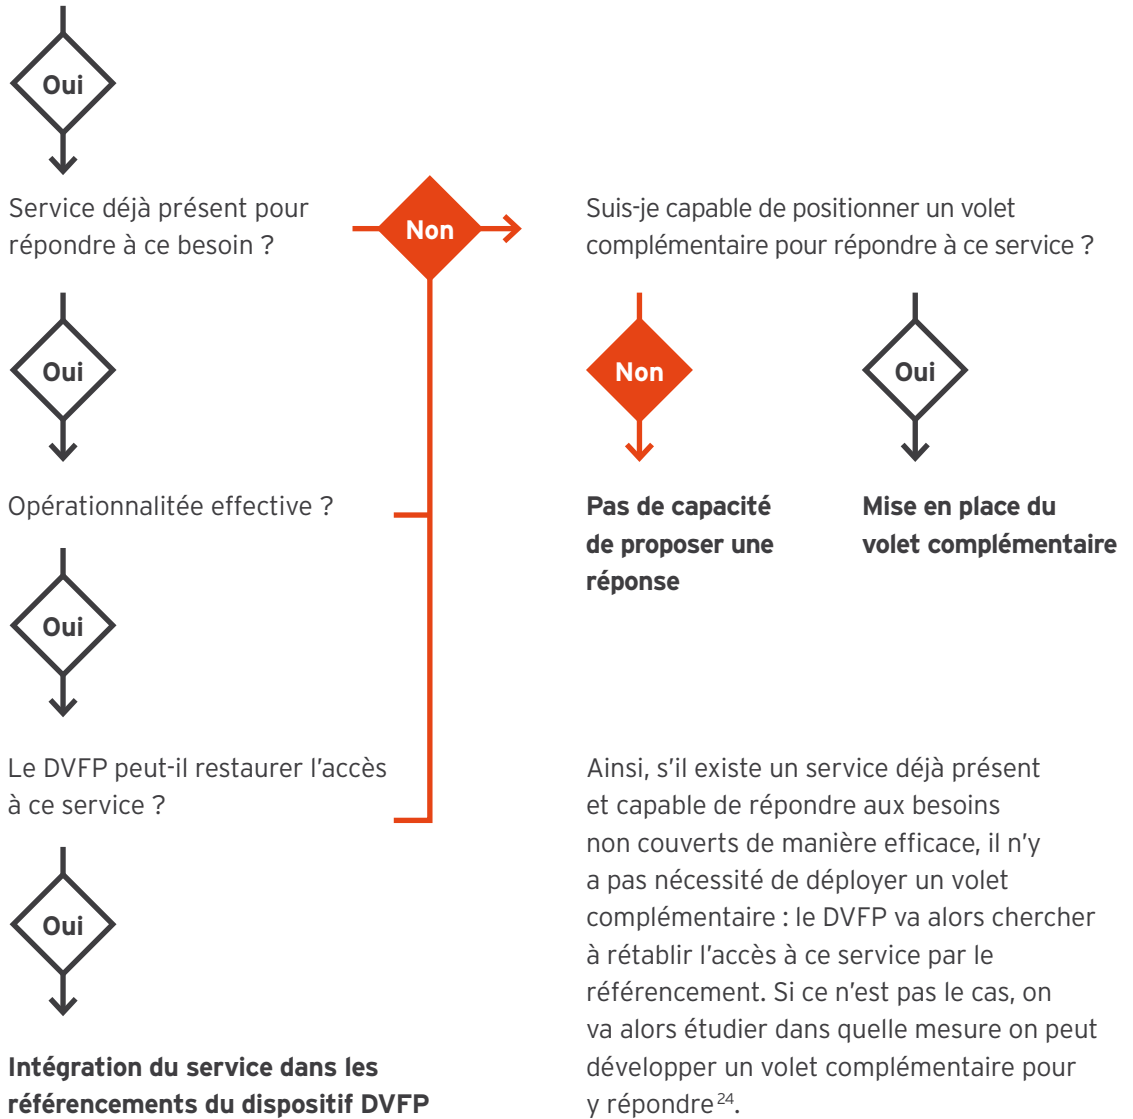 Oui
Service déjà présent pour
répondre à ce besoin ?
Non
Suis-je capable de positionner un volet
complémentaire pour répondre à ce service ?
Oui
Non
Oui
Opérationnalitée effective ?
Pas de capacité
de proposer une
réponse
Mise en place du
volet complémentaire
Oui
Le DVFP peut-il restaurer l’accès
à ce service ?
Oui
Intégration du service dans les
référencements du dispositif DVFP
Ainsi, s’il existe un service déjà présent
et capable de répondre aux besoins
non couverts de manière efficace, il n’y
a pas nécessité de déployer un volet
complémentaire : le DVFP va alors chercher
à rétablir l’accès à ce service par le
référencement. Si ce n’est pas le cas, on
va alors étudier dans quelle mesure on peut
développer un volet complémentaire pour
y répondre 24.